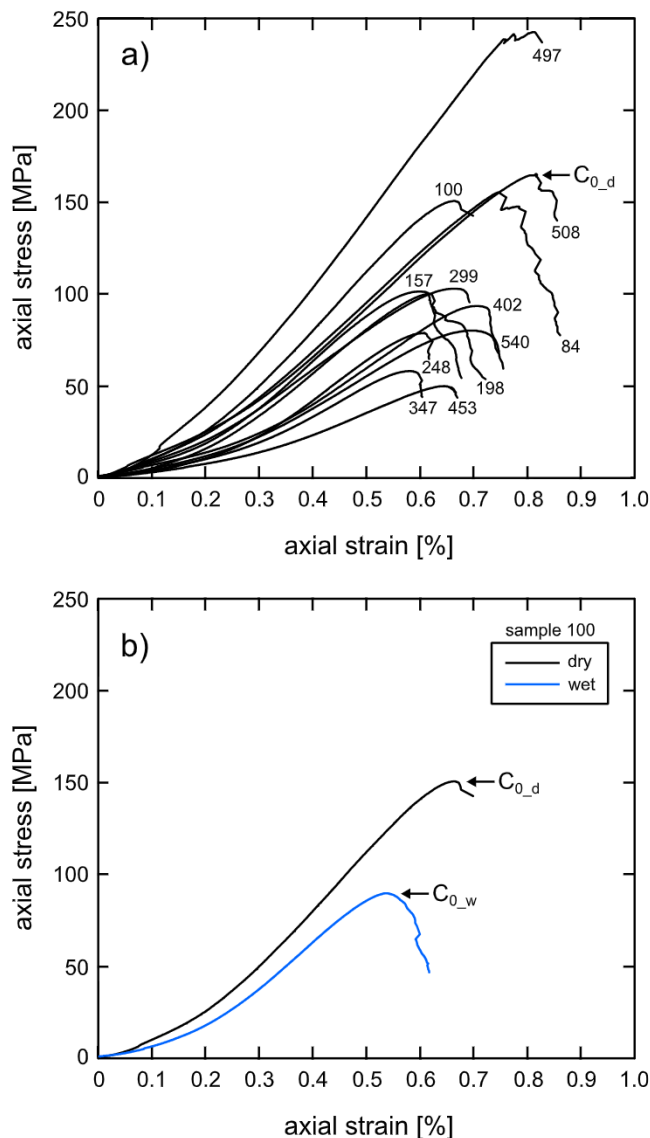 a)
axial stress [MPa]
250
200
150
100
50
0
497
C0_d
100
508
157
299
402
84
540
248
198
347
453
0 0.1 0.2 0.3 0.4 0.5 0.6 0.7 0.8 0.9 1.0
axial strain [%]
b)
axial stress [MPa]
250
200
150
100
50
0
sample 100
dry
wet
C0_d
C0_w
0 0.1 0.2 0.3 0.4 0.5 0.6 0.7 0.8 0.9 1.0
axial strain [%]